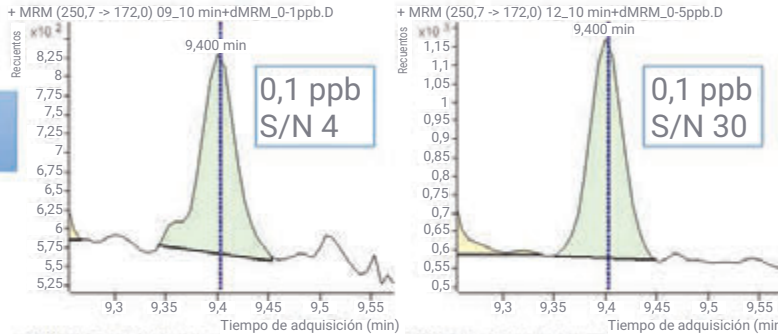 + MRM (250,7 -> 172,0) 09_10 min+dMRM_0-1ppb.D
Recuentos
x10 2
9,400 min
0,1 ppb
S/N 4
8,25
8
7,75
7,5
7,25
7
6,75
6,5
6,25
6
5,75
5,5
5,25
9,3
9,35
9,4
9,45
9,5
9,55
Tiempo de adquisición (min)
+ MRM (250,7 -> 172,0) 12_10 min+dMRM_0-5ppb.D
Recuentos
x10 3
9,400 min
0,1 ppb
S/N 30
1,15
1,1
1,05
1
0,95
0,9
0,85
0,8
0,75
0,7
0,65
0,6
0,55
0,5
9,3
9,35
9,4
9,45
9,5
9,55
Tiempo de adquisición (mi